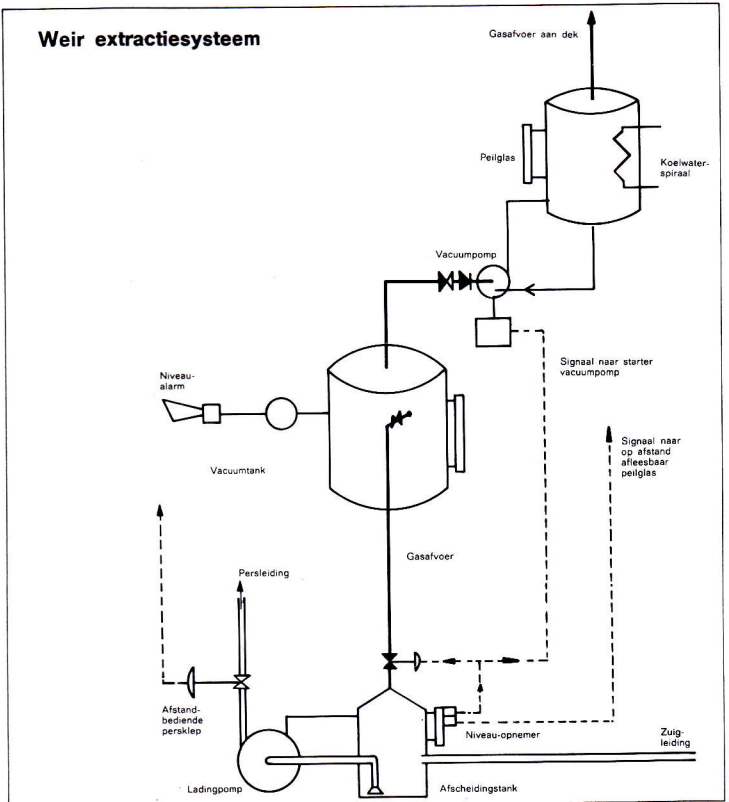 Weir extractiesysteem
Gasafvoer aan dek
Peilglas
Koelwater-
spiraal
Vacuumpomp
Signaal naar starter
vacuumpomp
Niveau-
alarm
Signaal naar
op afstand
afleesbaar
peilglas
Vacuumtank
Gasafvoer
Persleiding
Afstand-
bediende
persklep
Niveau-opnemer
Zuig-
leiding
Ladingpomp
Afscheidingstank